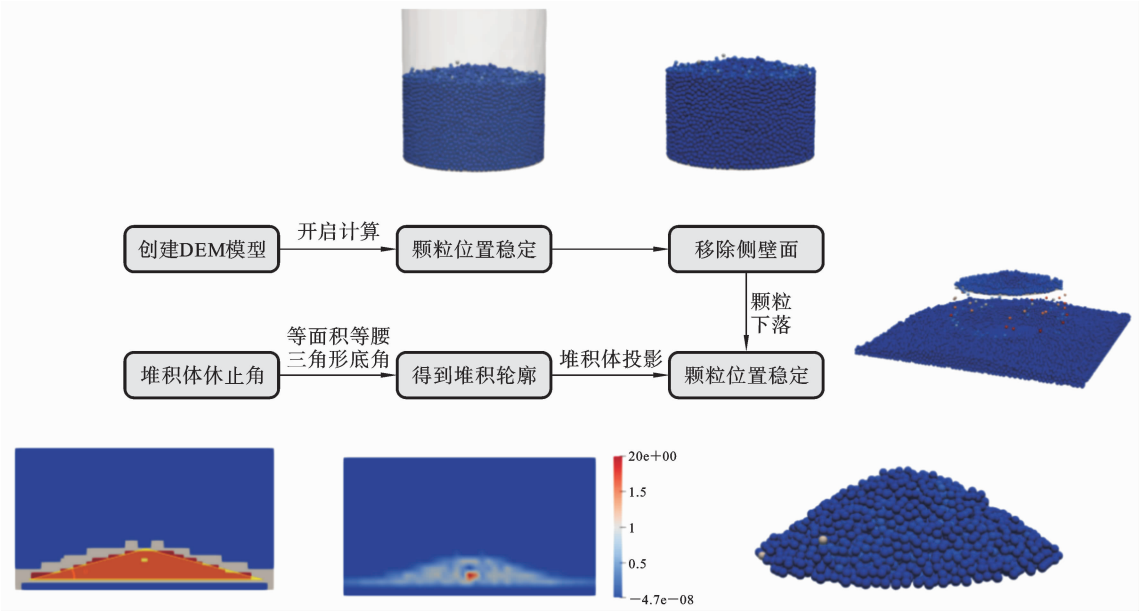 开启计算
创建DEM模型
颗粒位置稳定
移除侧壁面
颗粒
下落
等面积等腰
三角形底角
堆积体投影
堆积体休止角
得到堆积轮廓
颗粒位置稳定
20e+00
1.5
1
0.5
−4.7e−08